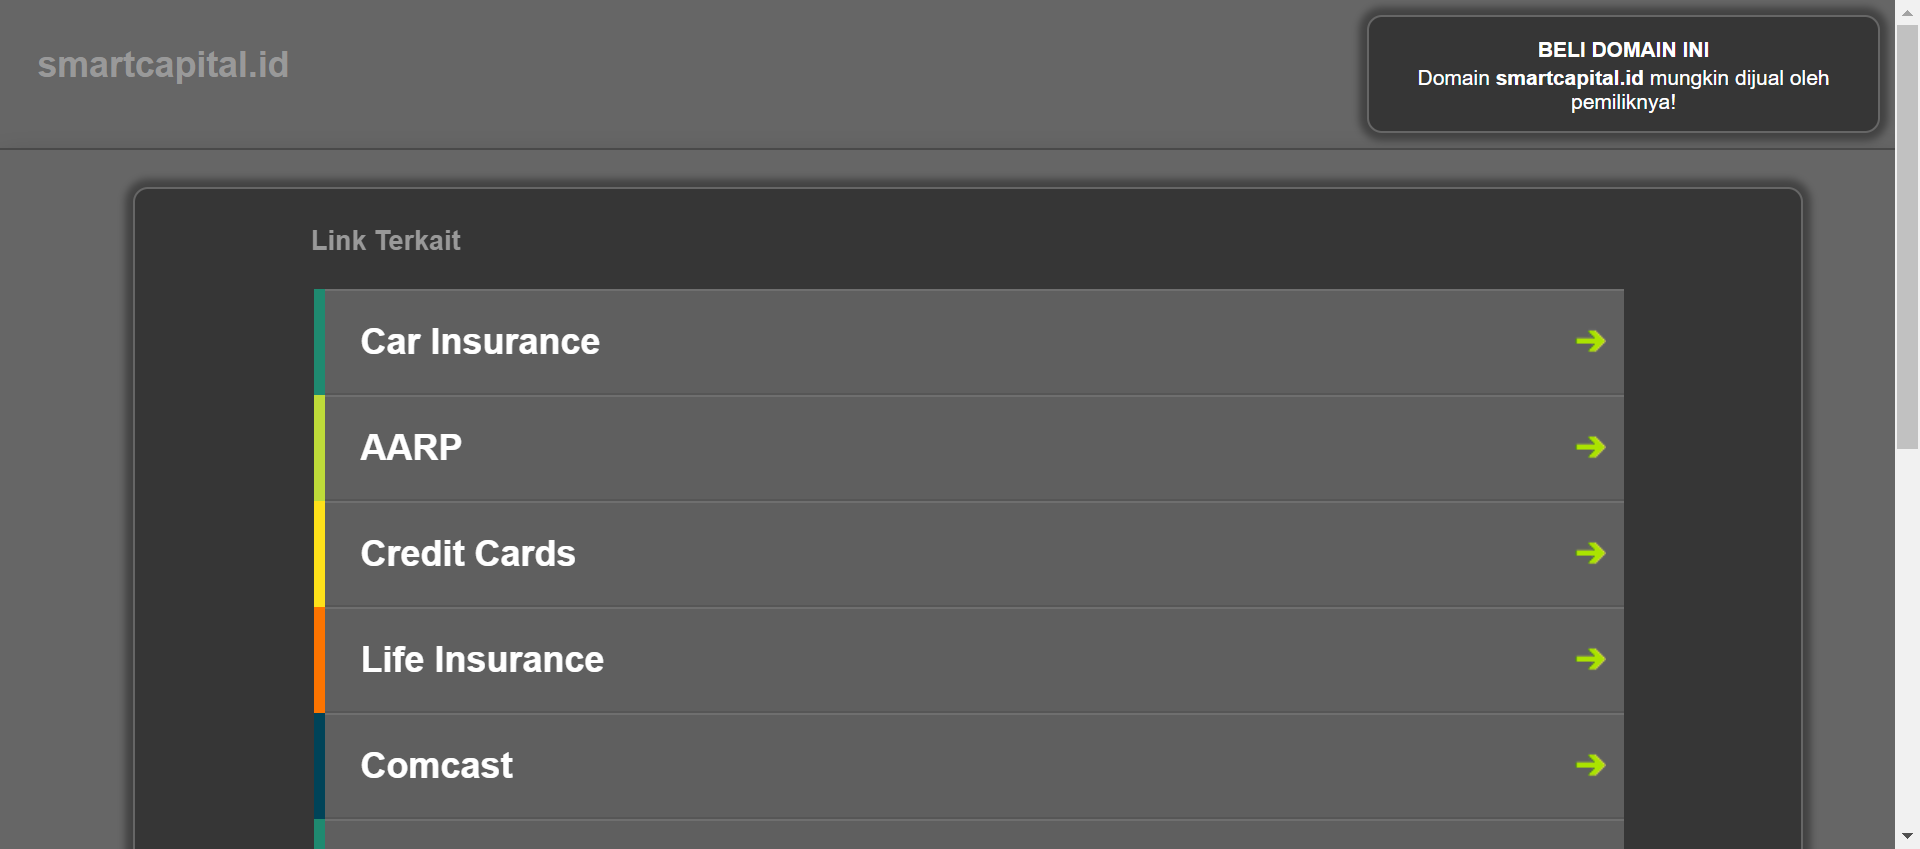 smartcapital.id
BELI DOMAIN INI
Domain smartcapital.id mungkin dijual oleh
pemiliknya!
Link Terkait
Car Insurance
AARP
Credit Cards
Life Insurance
Comcast